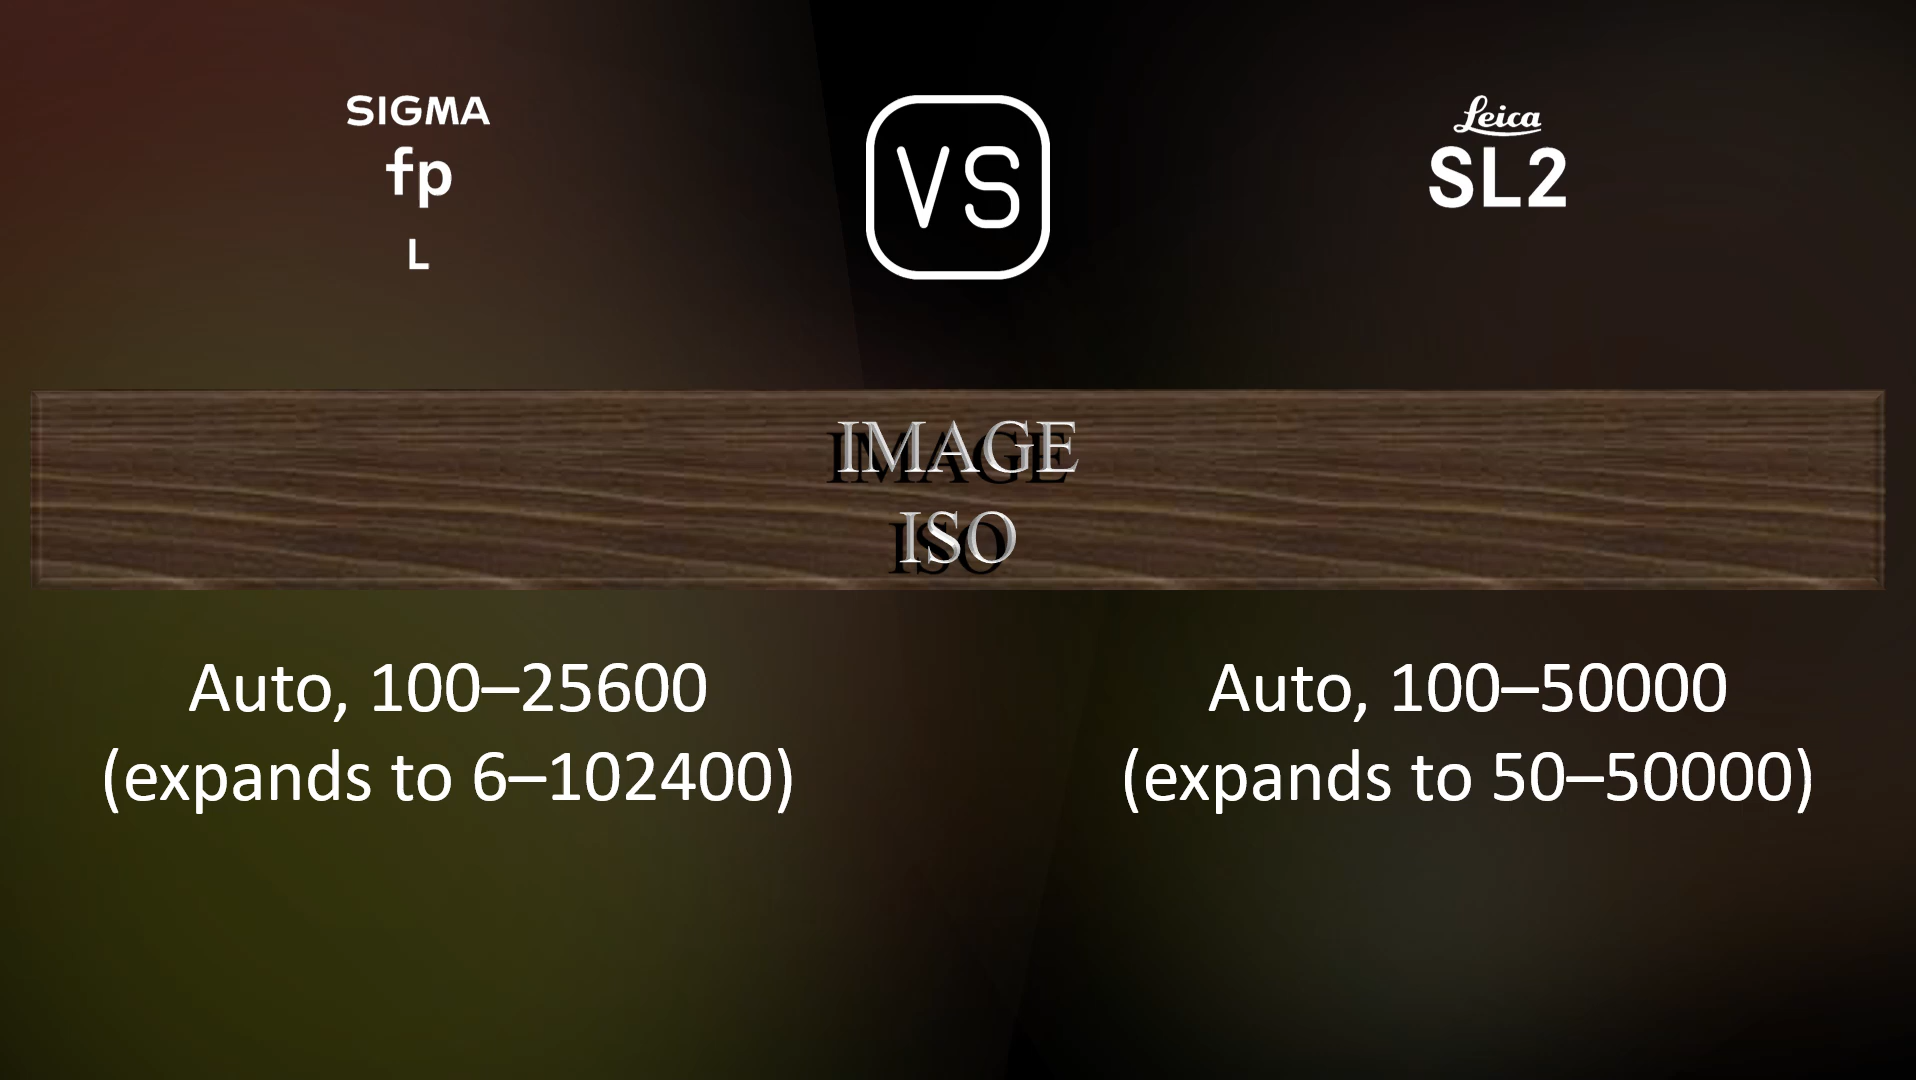 SIGMA
fp
L
VS
Leica
SL2
IMAGE
ISO
Auto, 100–25600
(expands to 6–102400)
Auto, 100–50000
(expands to 50–50000)